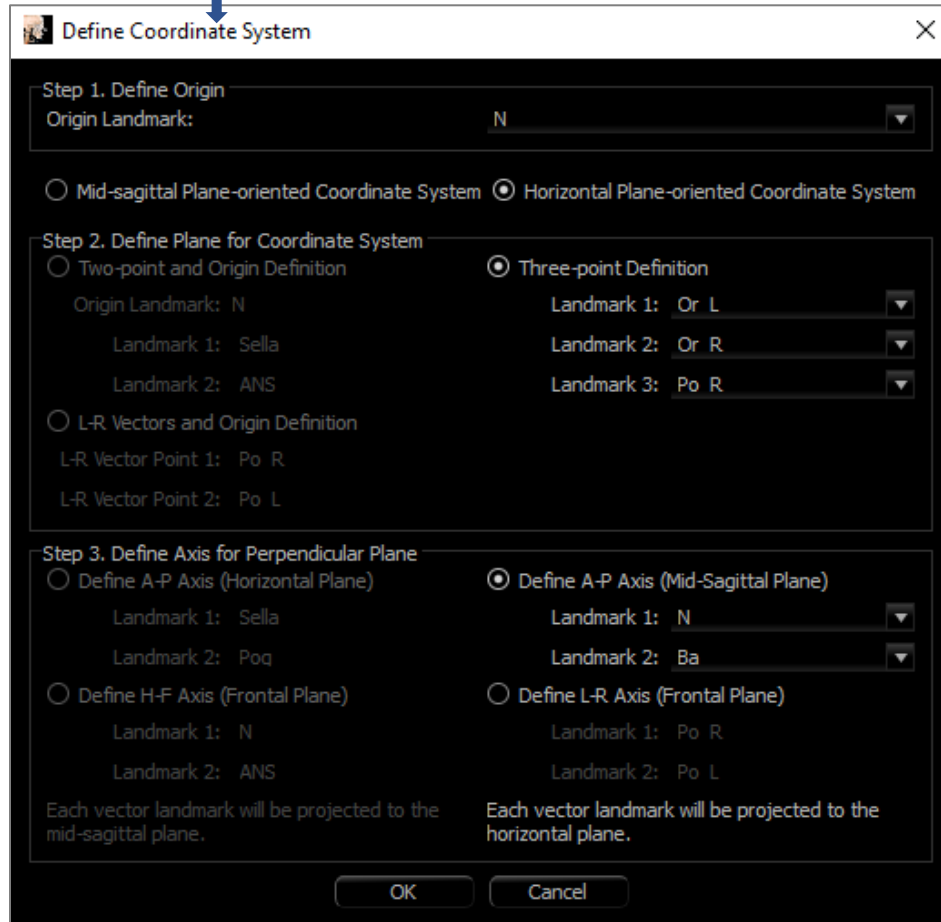 Define Coordinate System
Step 1. Define Origin
Origin Landmark: N
Mid-sagittal Plane-oriented Coordinate System Horizontal Plane-oriented Coordinate System
Step 2. Define Plane for Coordinate System
Two-point and Origin Definition Three-point Definition
Origin Landmark: N Landmark 1: Or L
Landmark 1: Sella Landmark 2: Or R
Landmark 2: ANS Landmark 3: Po R
L-R Vectors and Origin Definition
L-R Vector Point 1: Po R
L-R Vector Point 2: Po L
Step 3. Define Axis for Perpendicular Plane
Define A-P Axis (Horizontal Plane) Define A-P Axis (Mid-Sagittal Plane)
Landmark 1: Sella Landmark 1: N
Landmark 2: Pog Landmark 2: Ba
Define H-F Axis (Frontal Plane) Define L-R Axis (Frontal Plane)
Landmark 1: N Landmark 1: Po R
Landmark 2: ANS Landmark 2: Po L
Each vector landmark will be projected to the Each vector landmark will be projected to the
mid-sagittal plane. horizontal plane.
OK Cancel